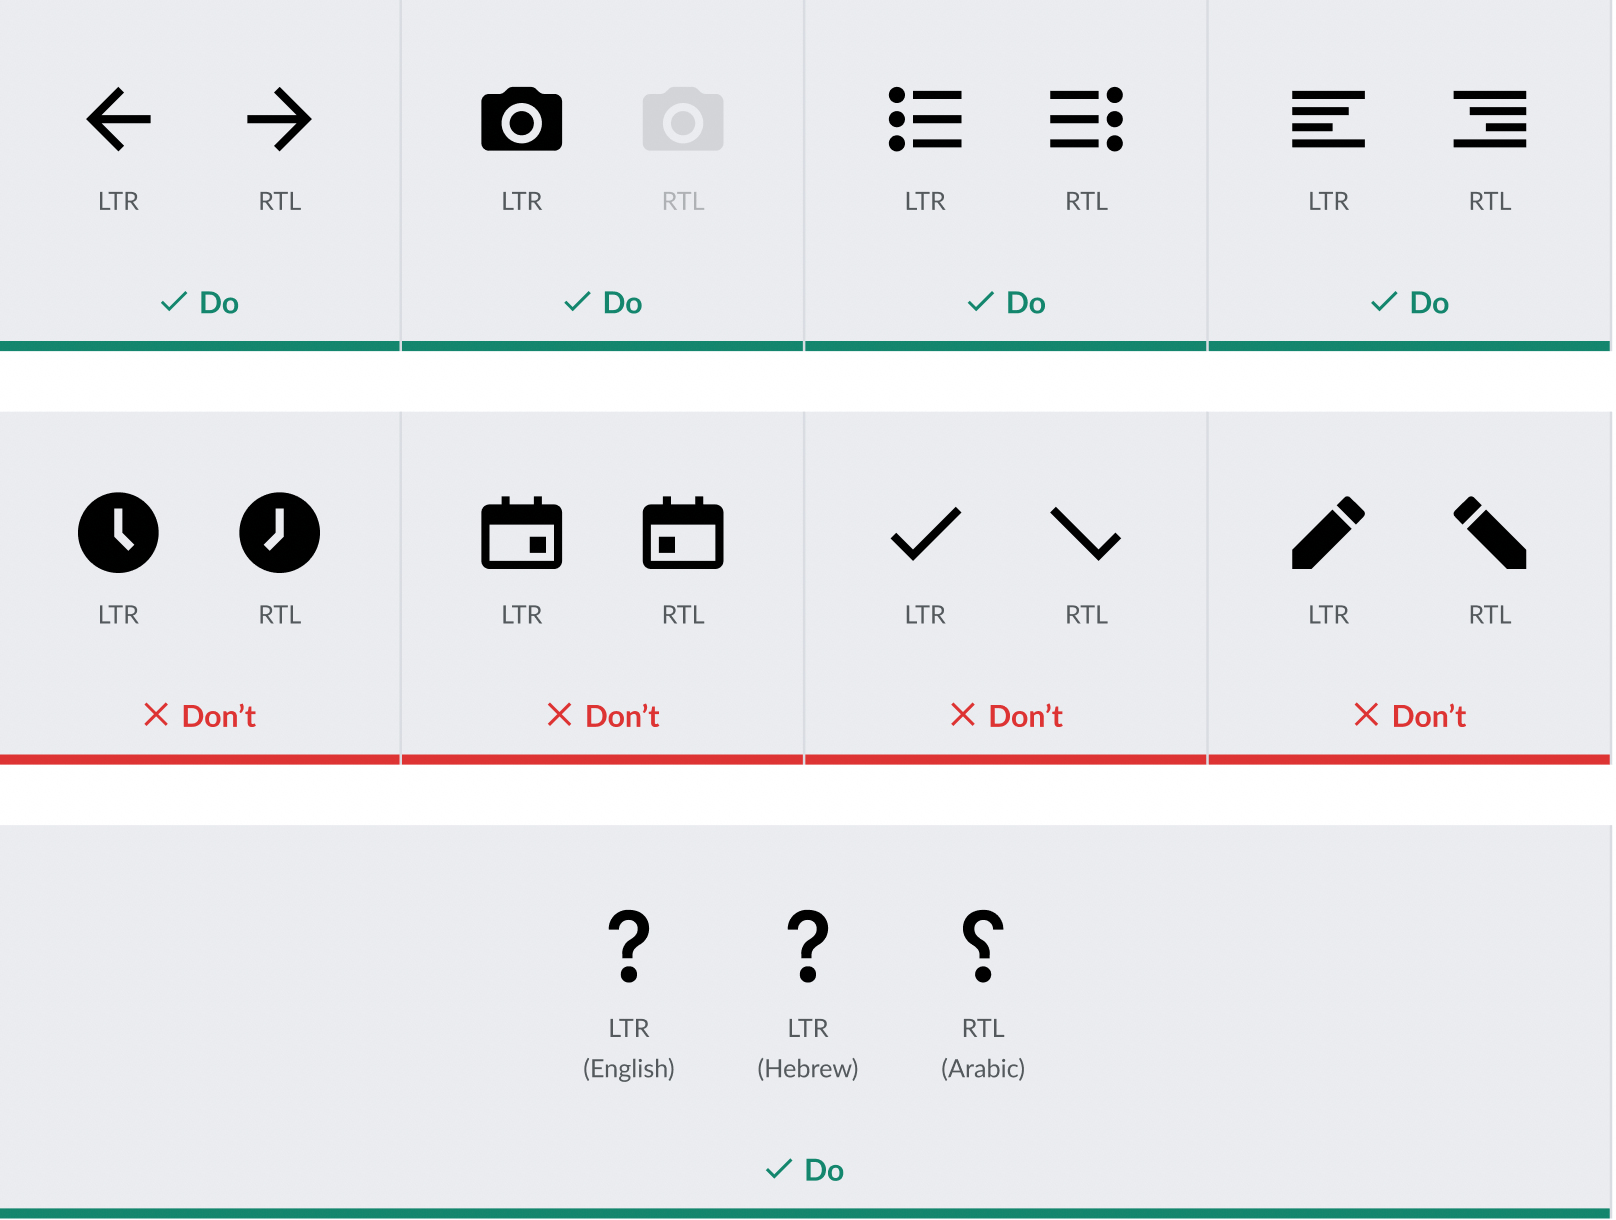 LTR RTL LTR RTL LTR RTL LTR RTL
Do Do Do Do
LTR RTL LTR RTL LTR RTL LTR RTL
Don’t Don’t Don’t Don’t
? ? ؟
LTR LTR RTL
(English) (Hebrew) (Arabic)
Do